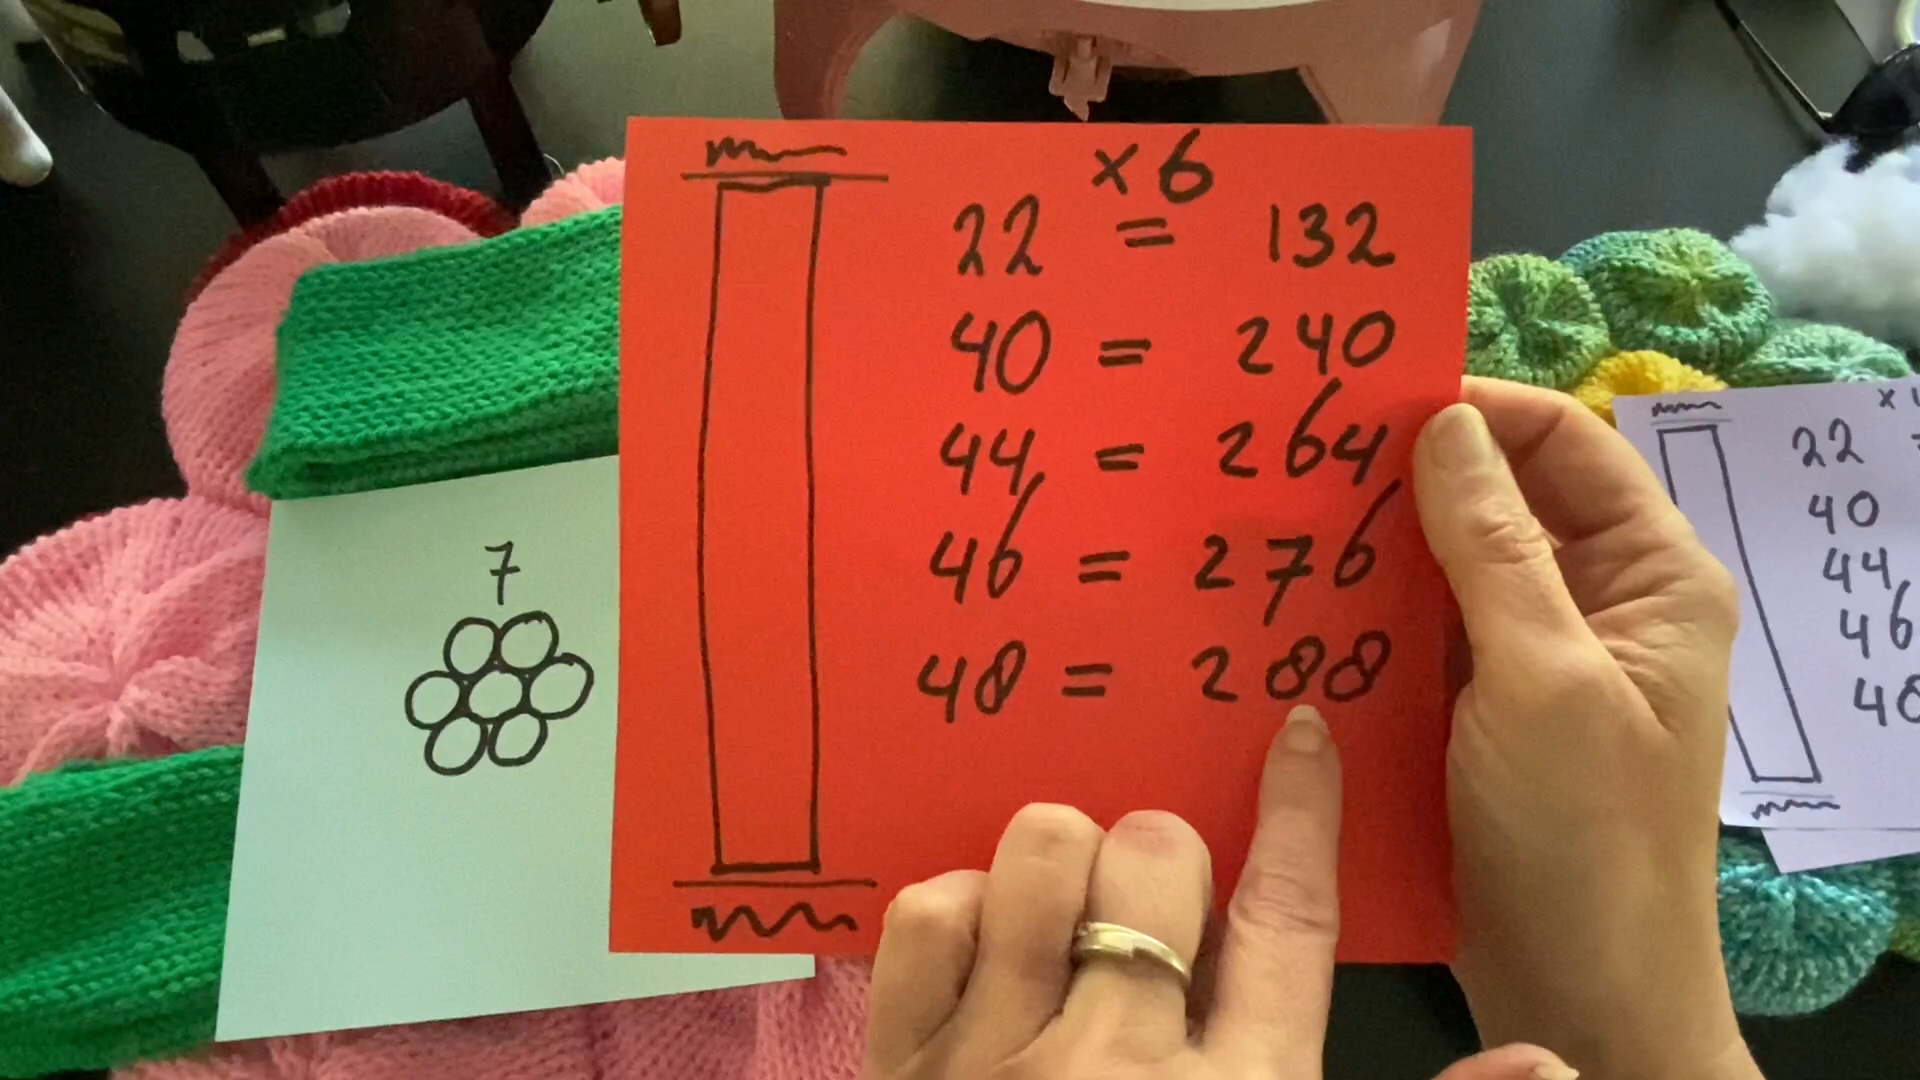 × 6
22 = 132
40 = 240
44 = 264
46 = 276
48 = 288
7
22
40
44
46
48